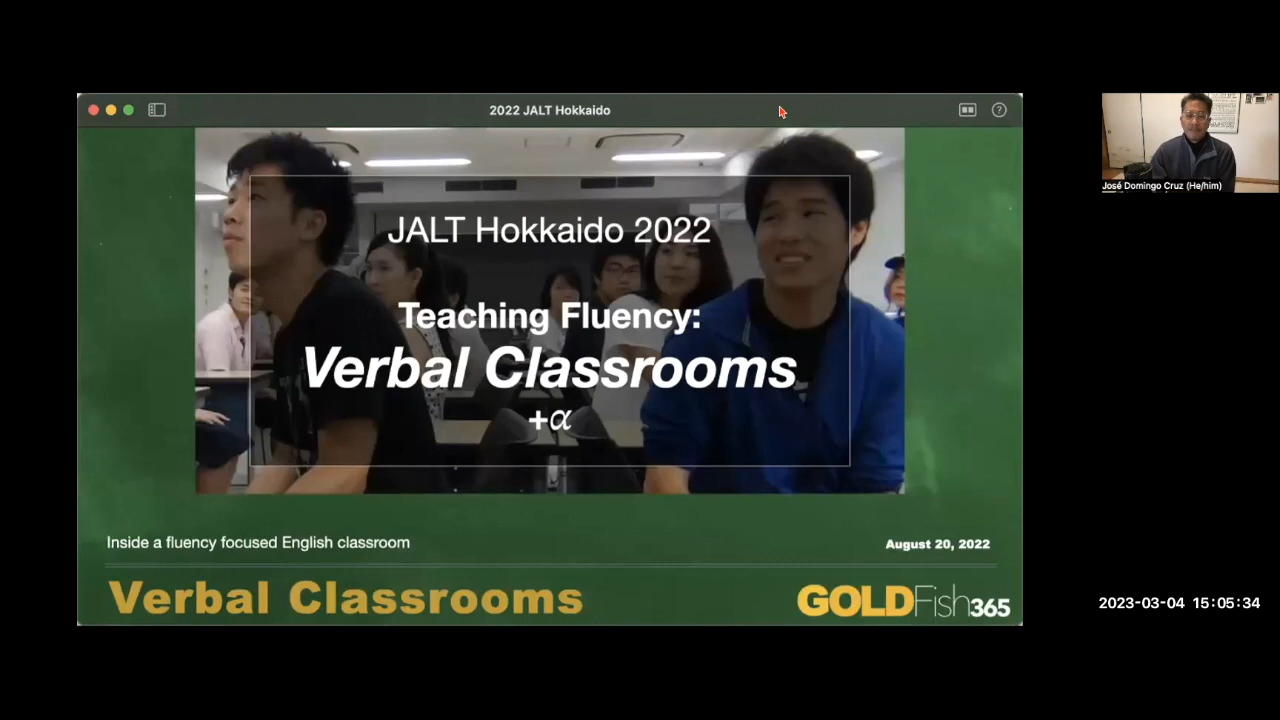 2022 JALT Hokkaido
JALT Hokkaido 2022
Teaching Fluency:
Verbal Classrooms
+α
Inside a fluency focused English classroom
August 20, 2022
Verbal Classrooms
GOLDFish365
José Domingo Cruz (He/him)
2023-03-04 15:05:34